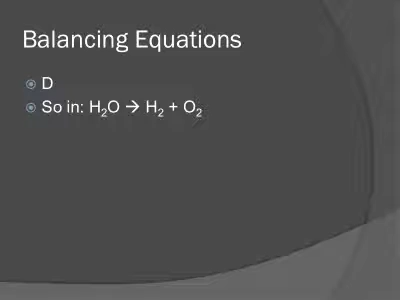 Balancing Equations
D
So in: H₂O → H₂ + O₂